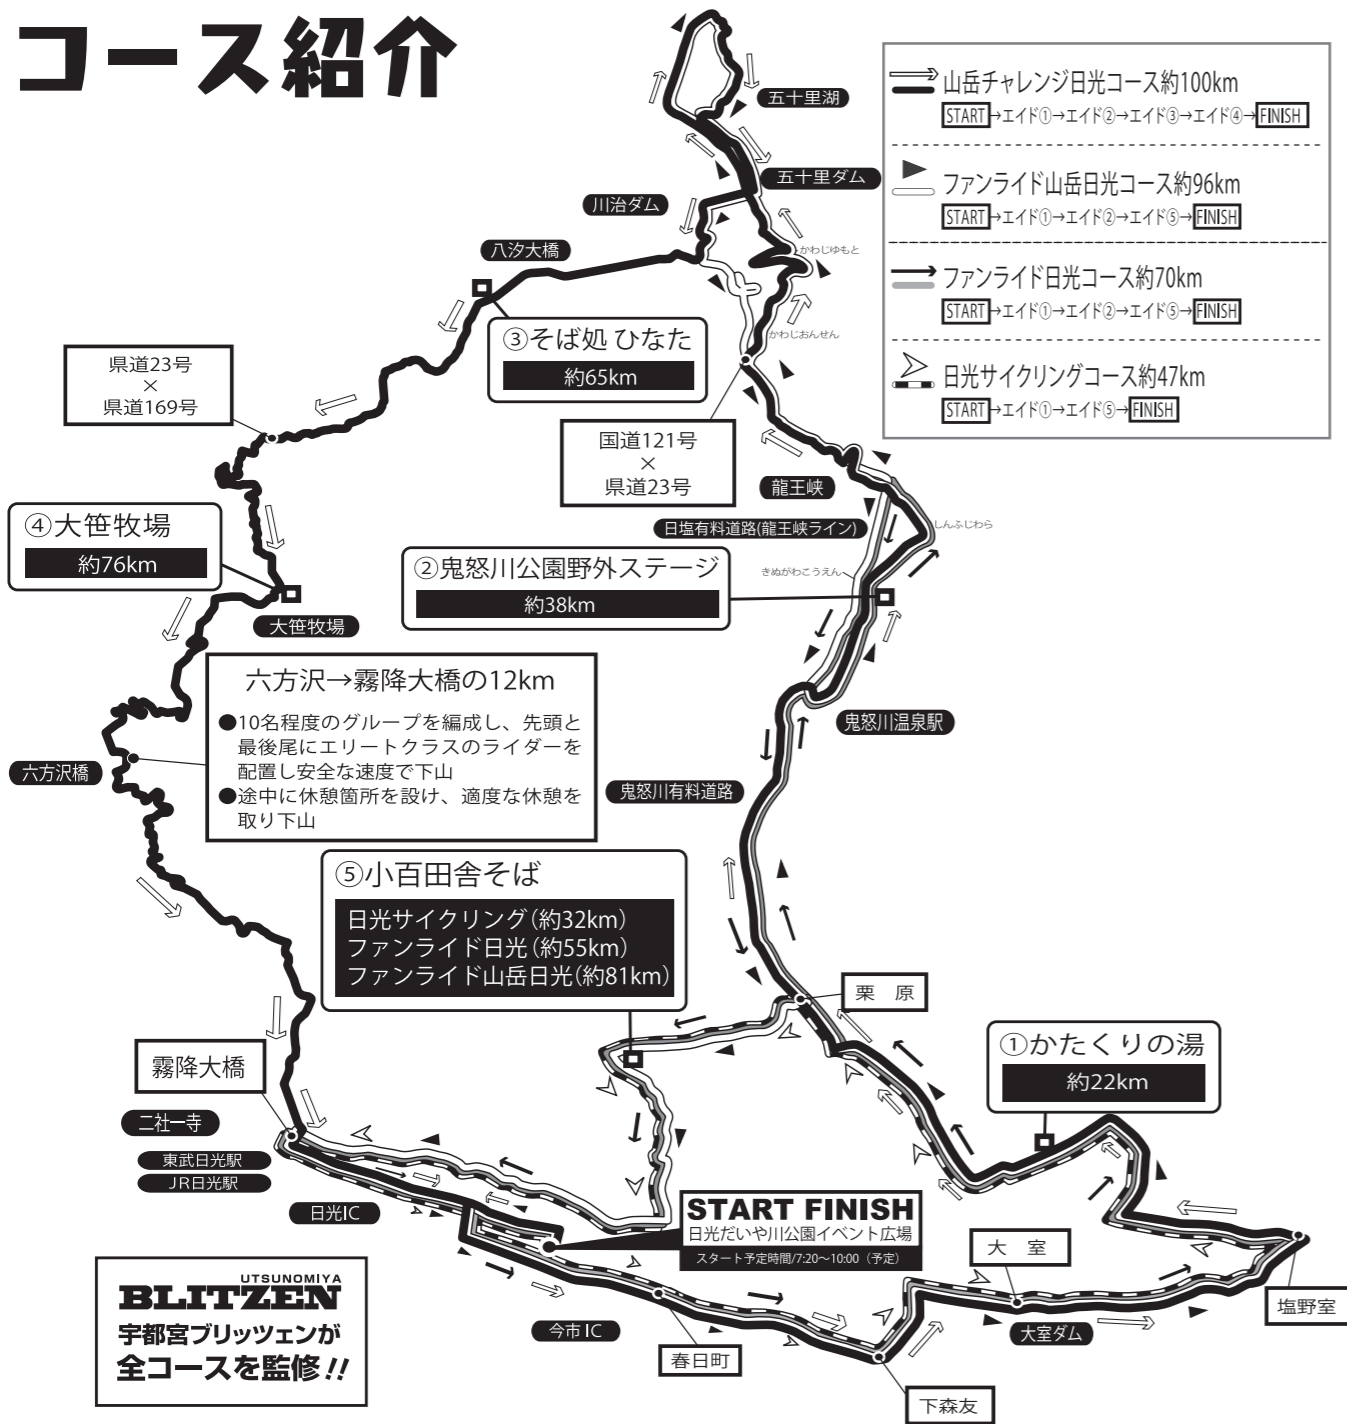 コース紹介
山岳チャレンジ日光コース約100km
START→エイド①→エイド②→エイド③→エイド④→FINISH
ファンライド山岳日光コース約96km
START→エイド①→エイド②→エイド⑤→FINISH
ファンライド日光コース約70km
START→エイド①→エイド②→エイド⑤→FINISH
日光サイクリングコース約47km
START→エイド①→エイド⑤→FINISH
五十里湖
五十里ダム
川治ダム
八汐大橋
かわじゆもと
かわじおんせん
③そば処 ひなた
約65km
県道23号
×
県道169号
国道121号
×
県道23号
龍王峡
日塩有料道路(龍王峡ライン)
しんふじわら
きぬがわこうえん
④大笹牧場
約76km
大笹牧場
②鬼怒川公園野外ステージ
約38km
六方沢→霧降大橋の12km
●10名程度のグループを編成し、先頭と
最後尾にエリートクラスのライダーを
配置し安全な速度で下山
●途中に休憩箇所を設け、適度な休憩を
取り下山
六方沢橋
鬼怒川温泉駅
鬼怒川有料道路
⑤小百田舎そば
日光サイクリング(約32km)
ファンライド日光(約55km)
ファンライド山岳日光(約81km)
栗　原
①かたくりの湯
約22km
霧降大橋
二社一寺
東武日光駅
JR日光駅
日光IC
START FINISH
日光だいや川公園イベント広場
スタート予定時間/7:20〜10:00（予定）
大　室
塩野室
大室ダム
今市IC
春日町
下森友
UTSUNOMIYA
BLITZEN
宇都宮ブリッツェンが
全コースを監修!!